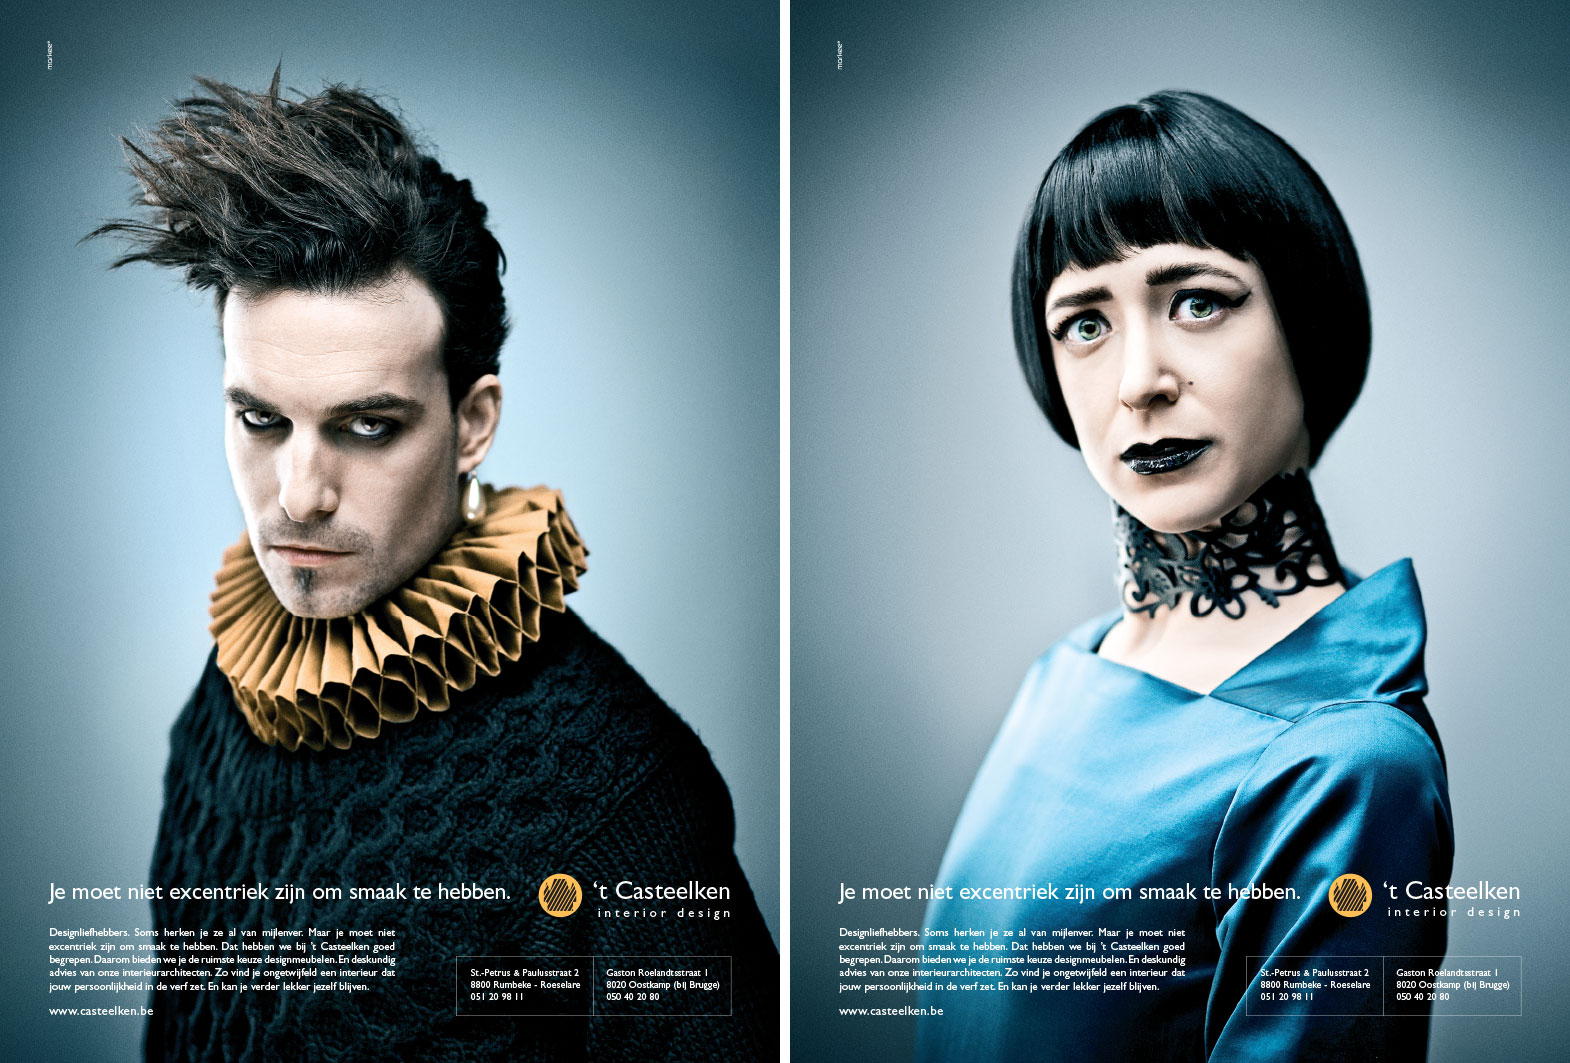 markee*
Je moet niet excentriek zijn om smaak te hebben.
't Casteelken
interior design
Designliefhebbers. Soms herken je ze al van mijlenver. Maar je moet niet
excentriek zijn om smaak te hebben. Dat hebben we bij 't Casteelken goed
begrepen. Daarom bieden we je de ruimste keuze designmeubelen. En deskundig
advies van onze interieurarchitecten. Zo vind je ongetwijfeld een interieur dat
jouw persoonlijkheid in de verf zet. En kan je verder lekker jezelf blijven.
www.casteelken.be
St.-Petrus & Paulusstraat 2
8800 Rumbeke - Roeselare
051 20 98 11
Gaston Roelandtsstraat 1
8020 Oostkamp (bij Brugge)
050 40 20 80
markee*
Je moet niet excentriek zijn om smaak te hebben.
't Casteelken
interior design
Designliefhebbers. Soms herken je ze al van mijlenver. Maar je moet niet
excentriek zijn om smaak te hebben. Dat hebben we bij 't Casteelken goed
begrepen. Daarom bieden we je de ruimste keuze designmeubelen. En deskundig
advies van onze interieurarchitecten. Zo vind je ongetwijfeld een interieur dat
jouw persoonlijkheid in de verf zet. En kan je verder lekker jezelf blijven.
www.casteelken.be
St.-Petrus & Paulusstraat 2
8800 Rumbeke - Roeselare
051 20 98 11
Gaston Roelandtsstraat 1
8020 Oostkamp (bij Brugge)
050 40 20 80